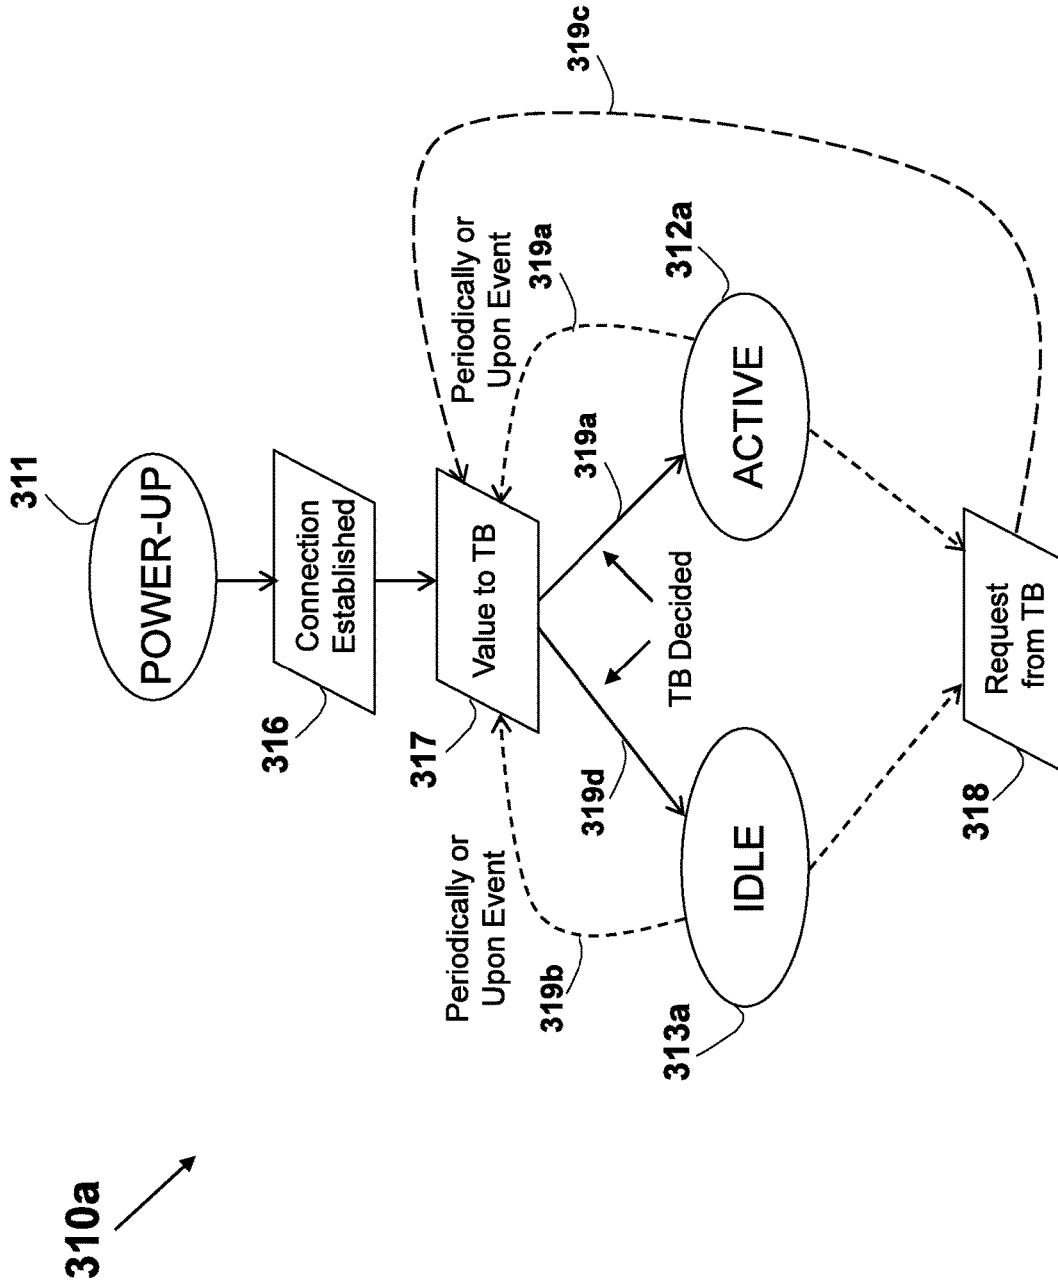 310a
311
POWER-UP
316
Connection
Established
317
Value to TB
319c
Periodically or
Upon Event
319b
Periodically or
Upon Event
319a
319d
TB Decided
319a
313a
IDLE
312a
ACTIVE
318
Request
from TB